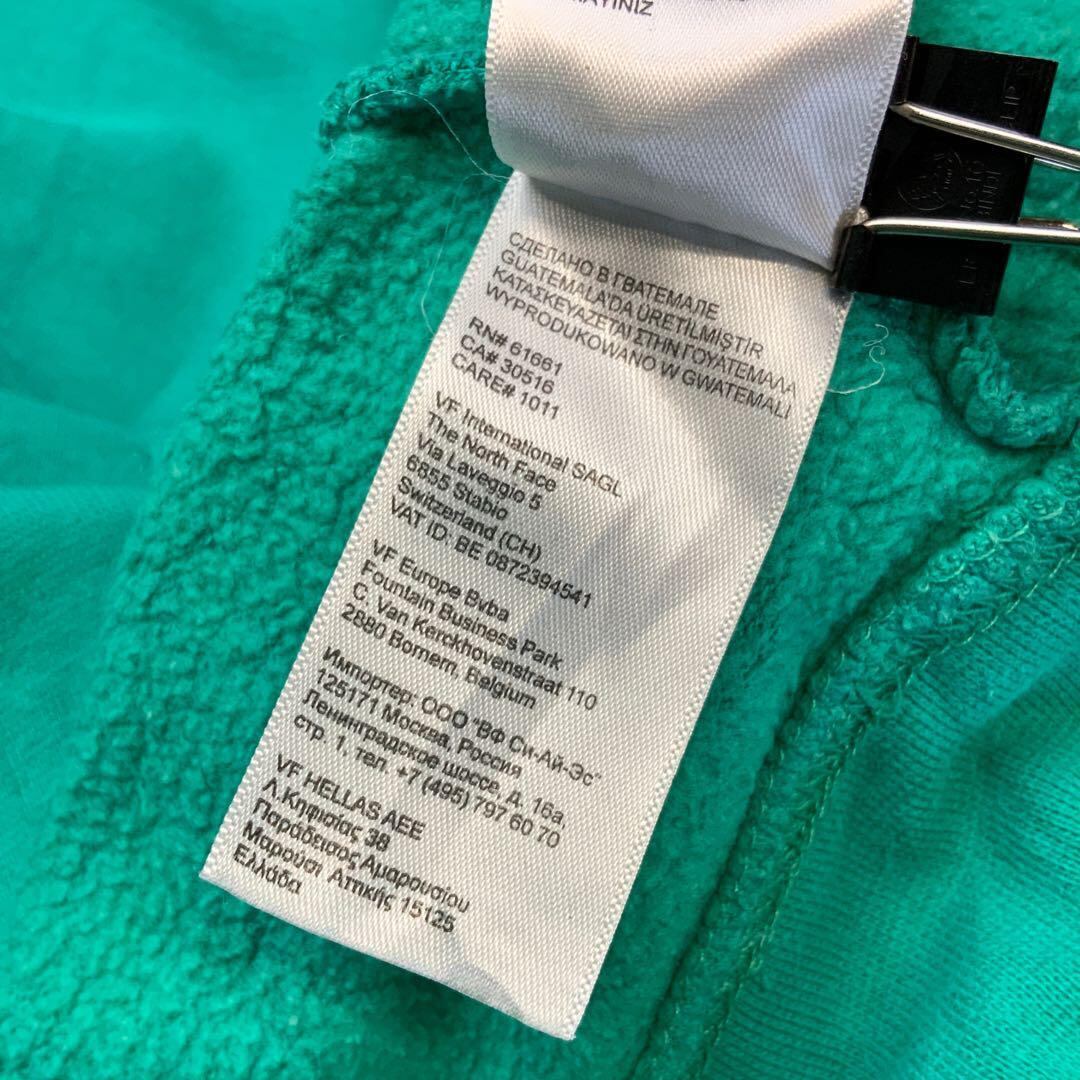 СДЕЛАНО В ГВАТЕМАЛЕ
GUATEMALA'DA ÜRETILMIŞTİR
ΚΑΤΑΣΚΕΥΑΖΕΤΑΙ ΣΤΗΝ ΓΟΥΑΤΕΜΑΛΑ
WYPRODUKOWANO W GWATEMALI
RN# 61661
CA# 30516
CARE# 1011
VF International SAGL
The North Face
Via Laveggio 5
6855 Stabio
Switzerland (CH)
VAT ID: BE 0872394541
VF Europe Bvba
Fountain Business Park
C. Van Kerckhovenstraat 110
2880 Bornem, Belgium
Импортер: ООО "ВФ Си-Ай-Эс"
125171 Москва, Россия
Ленинградское шоссе, Д. 16а,
стр. 1. тел. +7 (495) 797 60 70
VF HELLAS AEE
Λ.Κηφισίας 38
Παράδεισος Αμαρουσίου
Μαρούσι Αττικής 15125
Ελλάδα